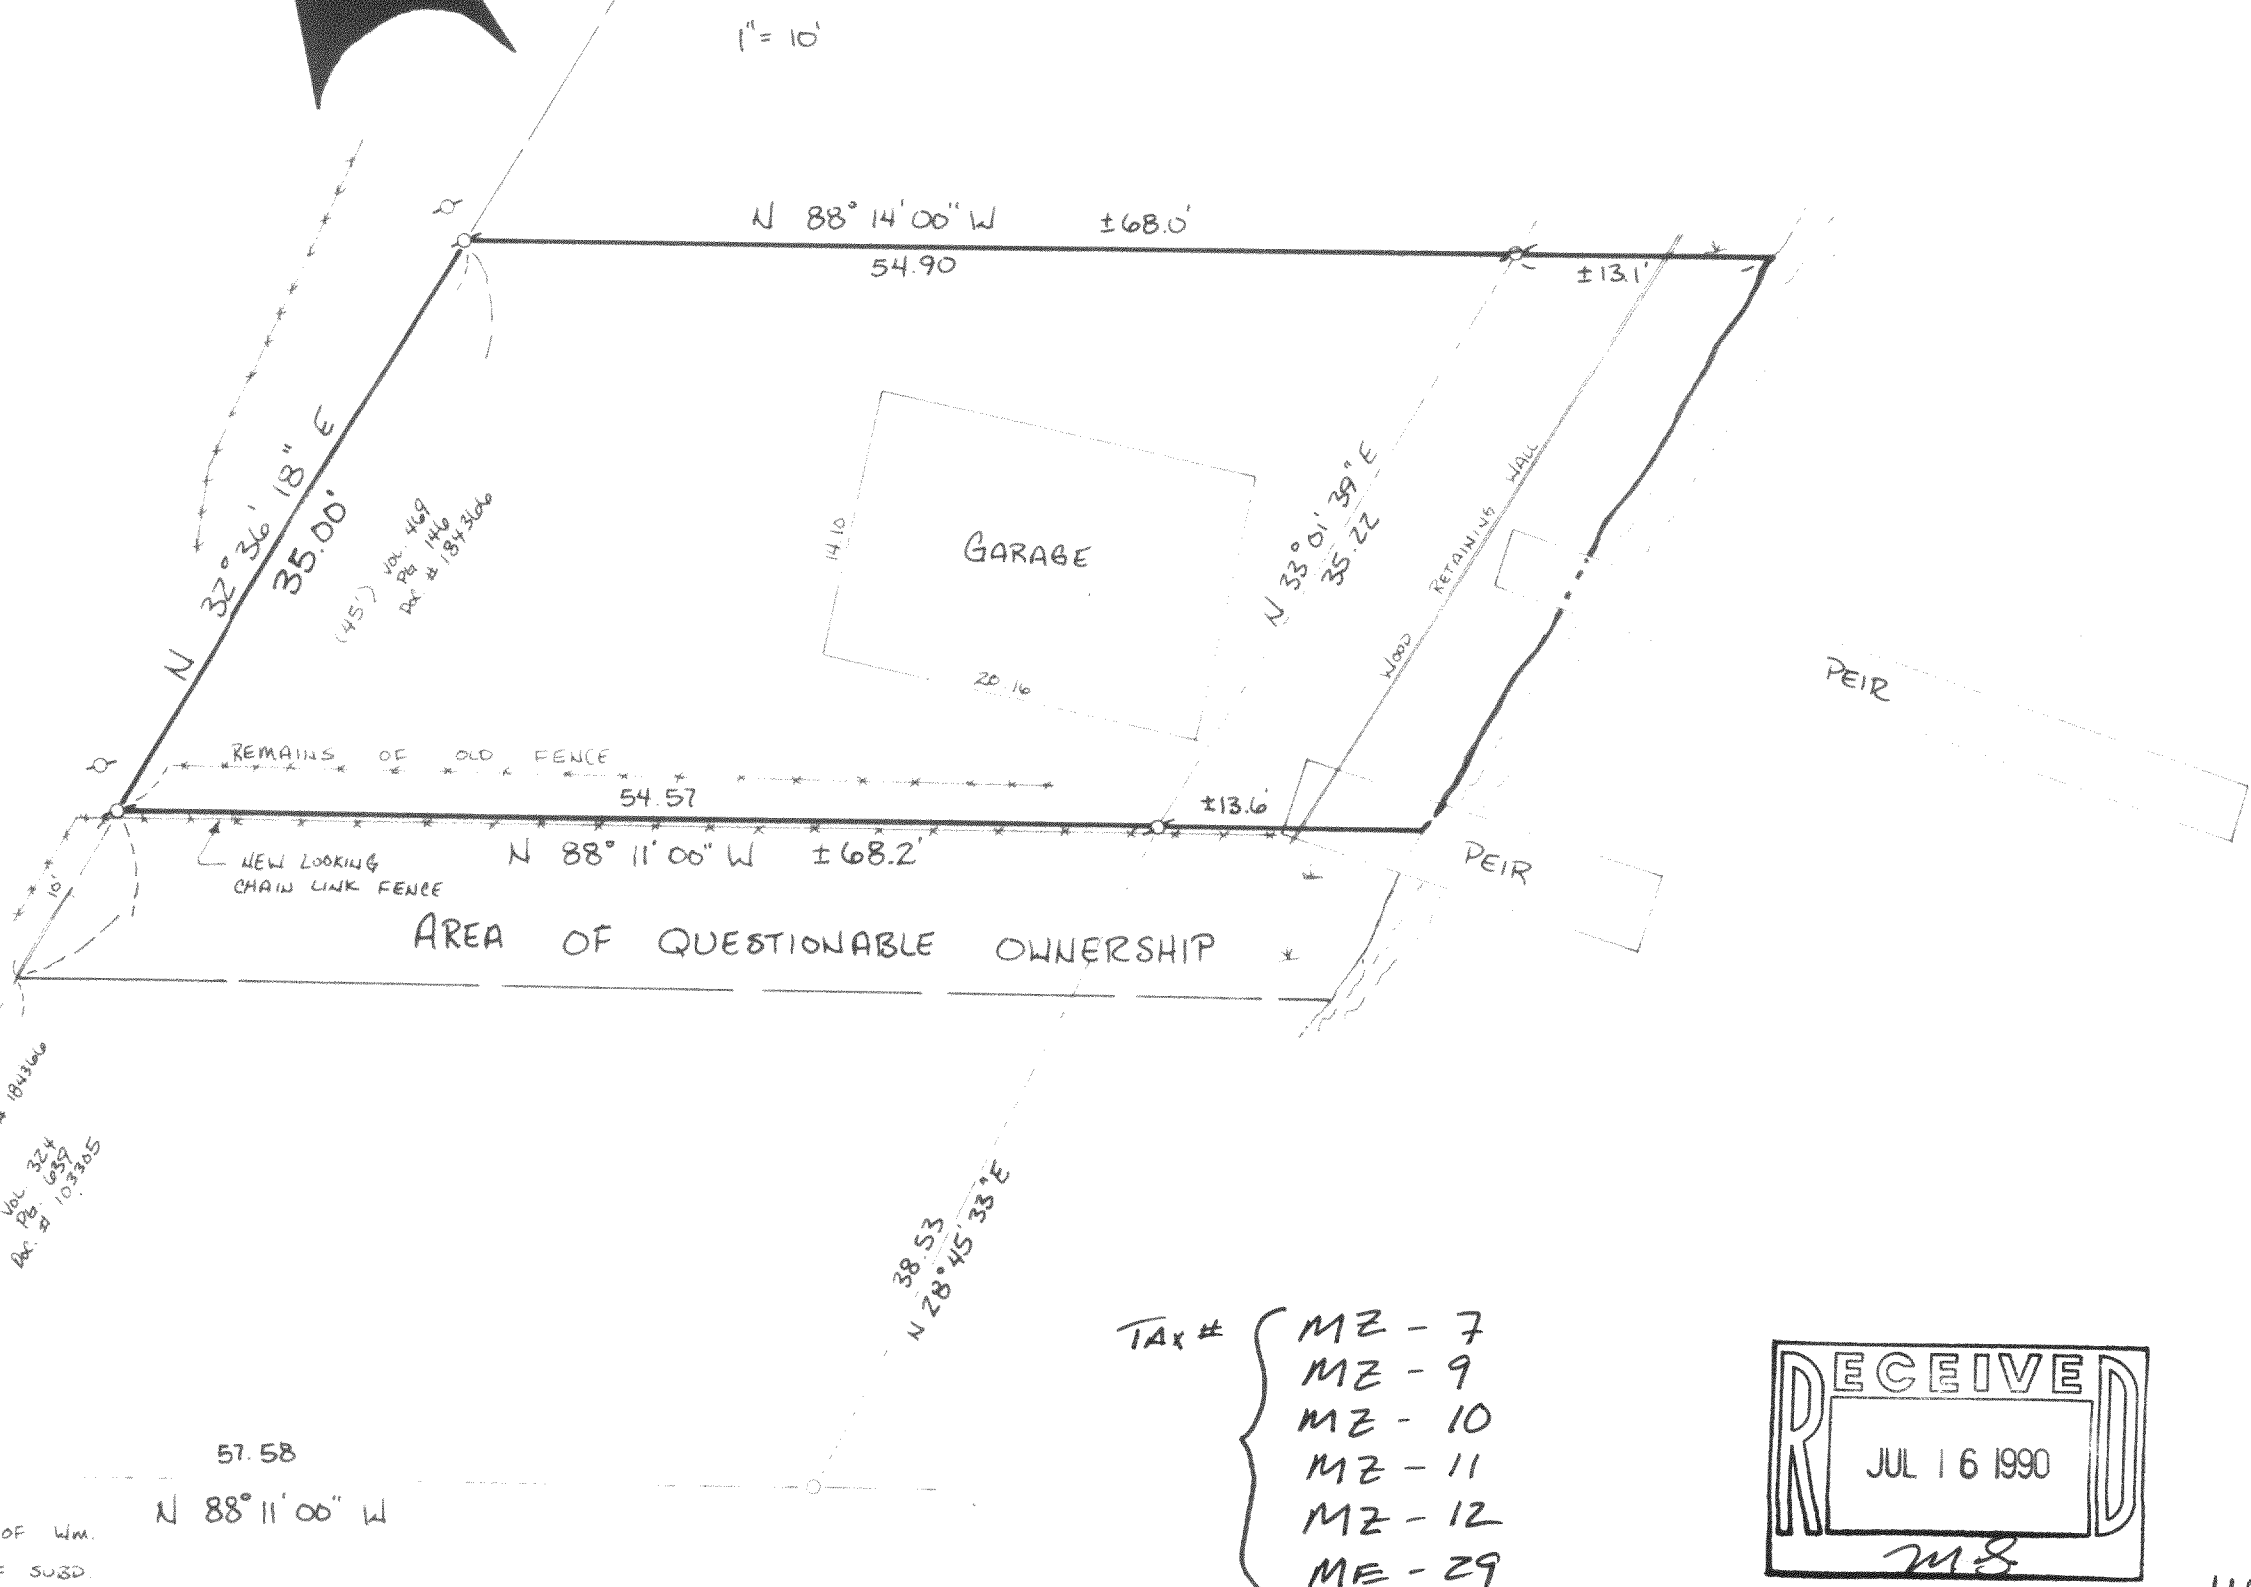 1" = 10'
N 88° 14' 00" W ±68.0'
54.90
±13.1'
N 32° 36' 18" E
35.00'
(45') Vol. 469
Pg. 146
Doc # 184366
14.10
GARAGE
20.16
N 33° 01' 39" E
35.22
WOOD RETAINING WALL
PEIR
REMAINS OF OLD FENCE
54.57
±13.6'
N 88° 11' 00" W ±68.2'
PEIR
NEW LOOKING
CHAIN LINK FENCE
10'
AREA OF QUESTIONABLE OWNERSHIP
# 184366
Vol. 324
Pg. 639
Doc. # 103305
38.53
N 28° 45' 33" E
TAX #
MZ - 7
MZ - 9
MZ - 10
MZ - 11
MZ - 12
ME - 29
RECEIVED
JUL 16 1990
MS
57.58
N 88° 11' 00" W
OF Wm.
SUBD.